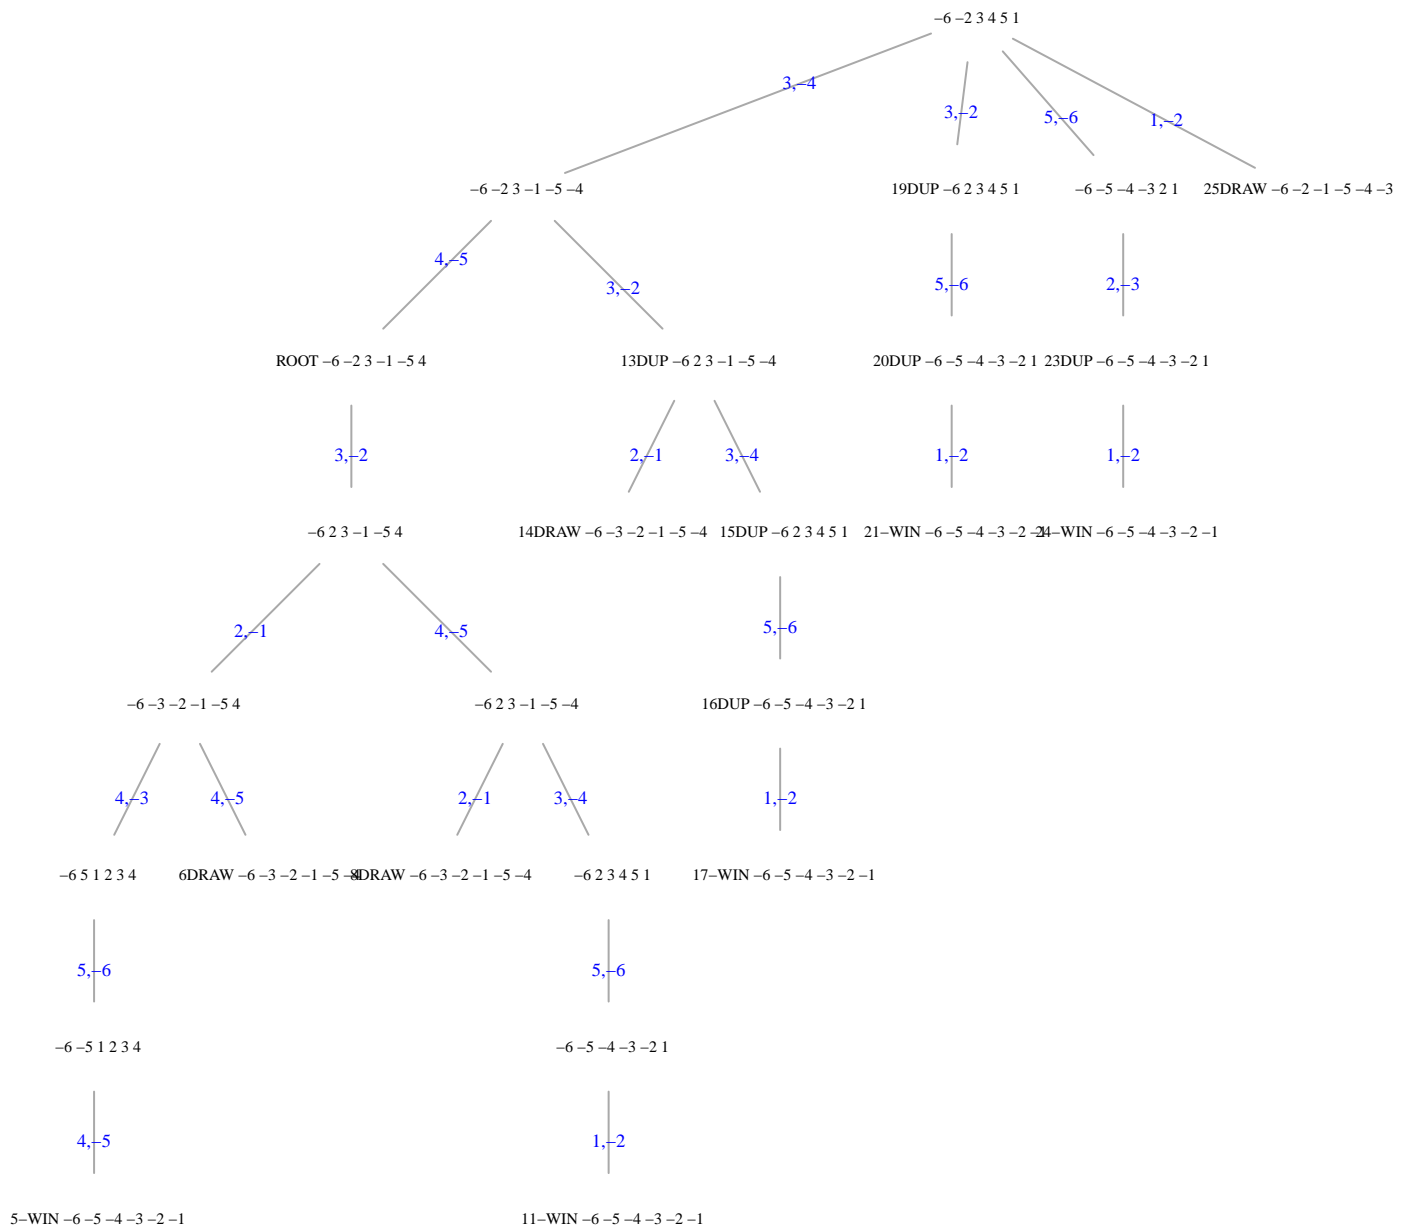 −6 −2 3 4 5 1
3,−4
3,−2
5,−6
1,−2
−6 −2 3 −1 −5 −4
19DUP −6 2 3 4 5 1
−6 −5 −4 −3 2 1
25DRAW −6 −2 −1 −5 −4 −3
4,−5
3,−2
5,−6
2,−3
ROOT −6 −2 3 −1 −5 4
13DUP −6 2 3 −1 −5 −4
20DUP −6 −5 −4 −3 −2 1
23DUP −6 −5 −4 −3 −2 1
3,−2
2,−1
3,−4
1,−2
1,−2
−6 2 3 −1 −5 4
14DRAW −6 −3 −2 −1 −5 −4
15DUP −6 2 3 4 5 1
21−WIN −6 −5 −4 −3 −2 −1
24−WIN −6 −5 −4 −3 −2 −1
2,−1
4,−5
5,−6
−6 −3 −2 −1 −5 4
−6 2 3 −1 −5 −4
16DUP −6 −5 −4 −3 −2 1
4,−3
4,−5
2,−1
3,−4
1,−2
−6 5 1 2 3 4
6DRAW −6 −3 −2 −1 −5 −4
8DRAW −6 −3 −2 −1 −5 −4
−6 2 3 4 5 1
17−WIN −6 −5 −4 −3 −2 −1
5,−6
5,−6
−6 −5 1 2 3 4
−6 −5 −4 −3 −2 1
4,−5
1,−2
5−WIN −6 −5 −4 −3 −2 −1
11−WIN −6 −5 −4 −3 −2 −1